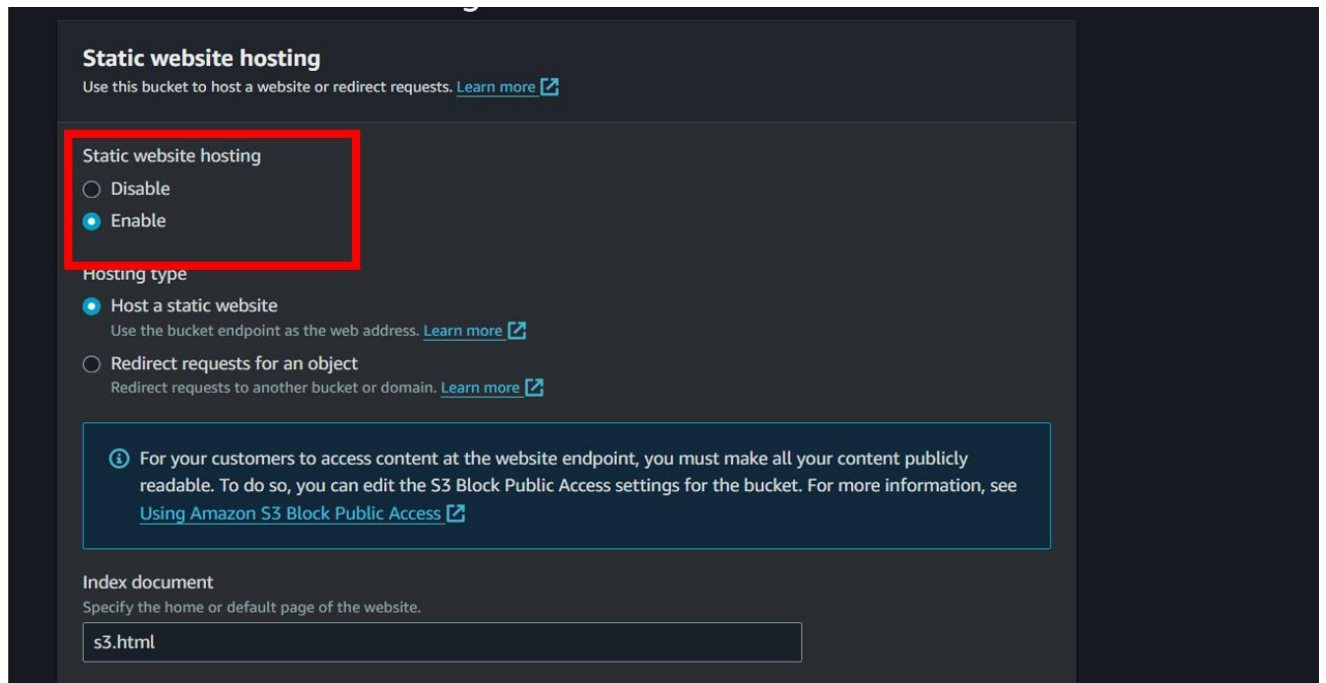 Static website hosting
Use this bucket to host a website or redirect requests. Learn more
Static website hosting
Disable
Enable
Hosting type
Host a static website
Use the bucket endpoint as the web address. Learn more
Redirect requests for an object
Redirect requests to another bucket or domain. Learn more
For your customers to access content at the website endpoint, you must make all your content publicly
readable. To do so, you can edit the S3 Block Public Access settings for the bucket. For more information, see
Using Amazon S3 Block Public Access
Index document
Specify the home or default page of the website.
s3.html